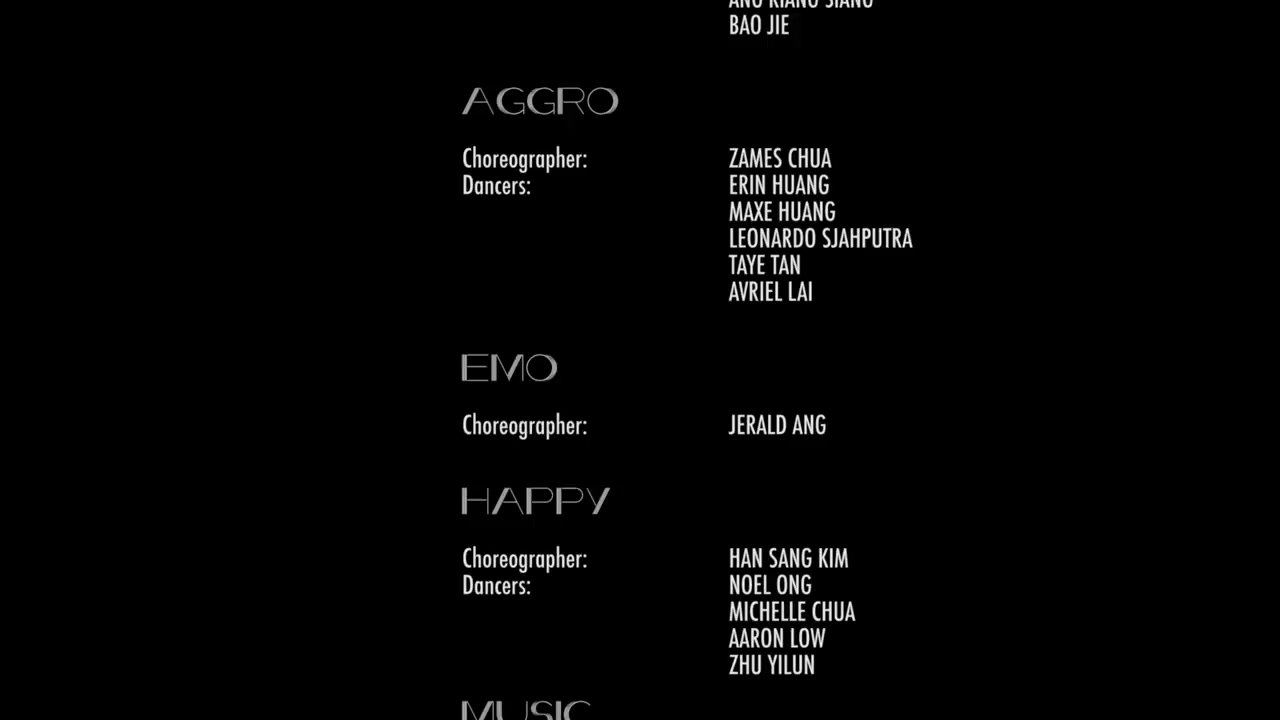 BAO JIE
AGGRO
Choreographer: ZAMES CHUA
Dancers: ERIN HUANG
MAXE HUANG
LEONARDO SJAHPUTRA
TAYE TAN
AVRIEL LAI
EMO
Choreographer: JERALD ANG
HAPPY
Choreographer: HAN SANG KIM
Dancers: NOEL ONG
MICHELLE CHUA
AARON LOW
ZHU YILUN
MUSIC